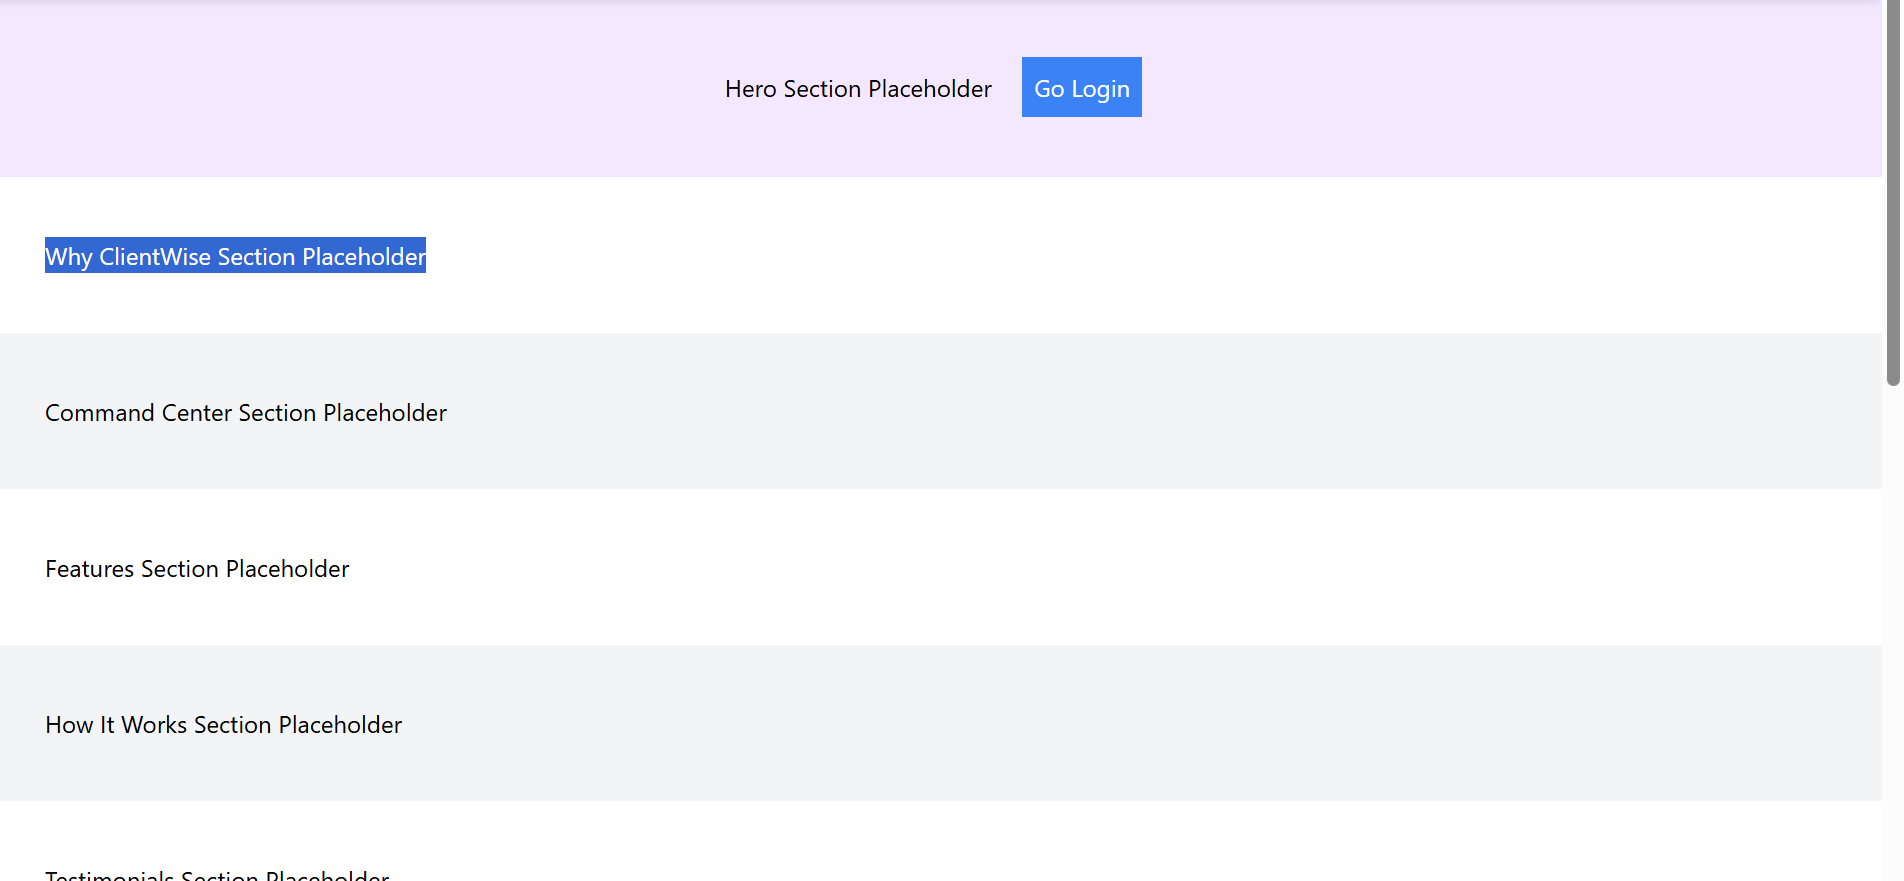 Hero Section Placeholder
Go Login
Why ClientWise Section Placeholder
Command Center Section Placeholder
Features Section Placeholder
How It Works Section Placeholder
Testimonials Section Placeholder